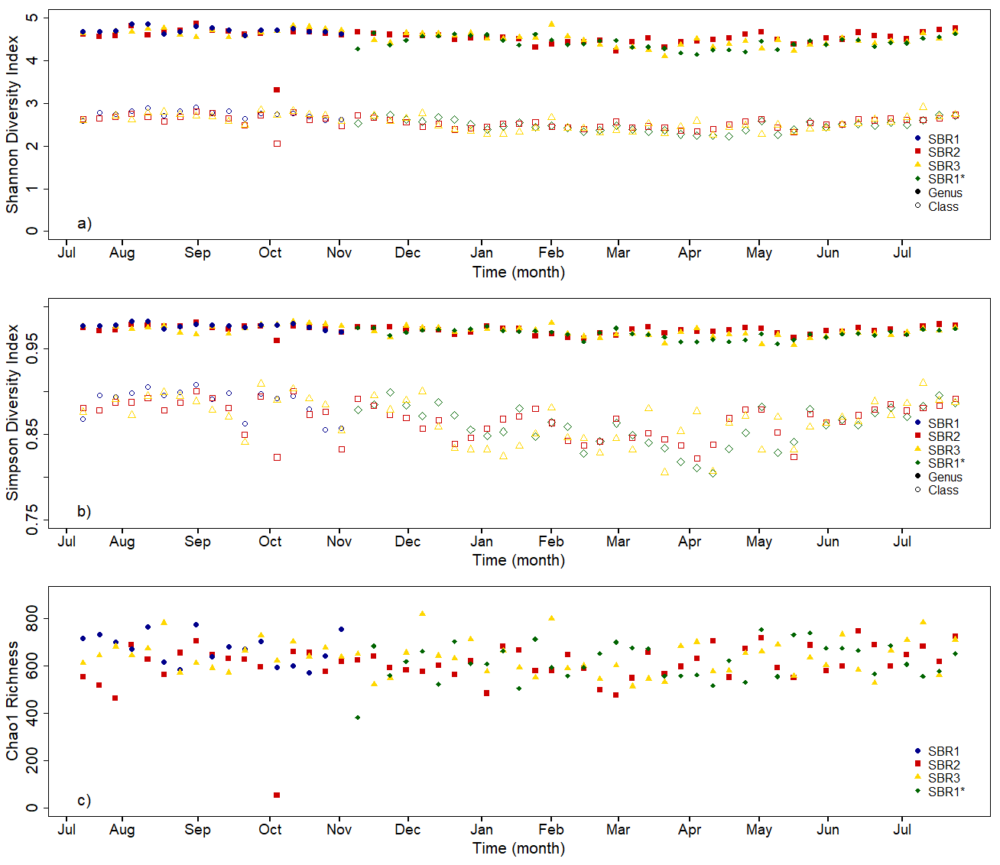 Shannon Diversity Index
5
4
3
2
1
0
SBR1
SBR2
SBR3
SBR1*
Genus
Class
a)
Jul Aug Sep Oct Nov Dec Jan Feb Mar Apr May Jun Jul
Time (month)
Simpson Diversity Index
0.95
0.85
0.75
SBR1
SBR2
SBR3
SBR1*
Genus
Class
b)
Jul Aug Sep Oct Nov Dec Jan Feb Mar Apr May Jun Jul
Time (month)
Chao1 Richness
800
600
400
200
0
SBR1
SBR2
SBR3
SBR1*
c)
Jul Aug Sep Oct Nov Dec Jan Feb Mar Apr May Jun Jul
Time (month)